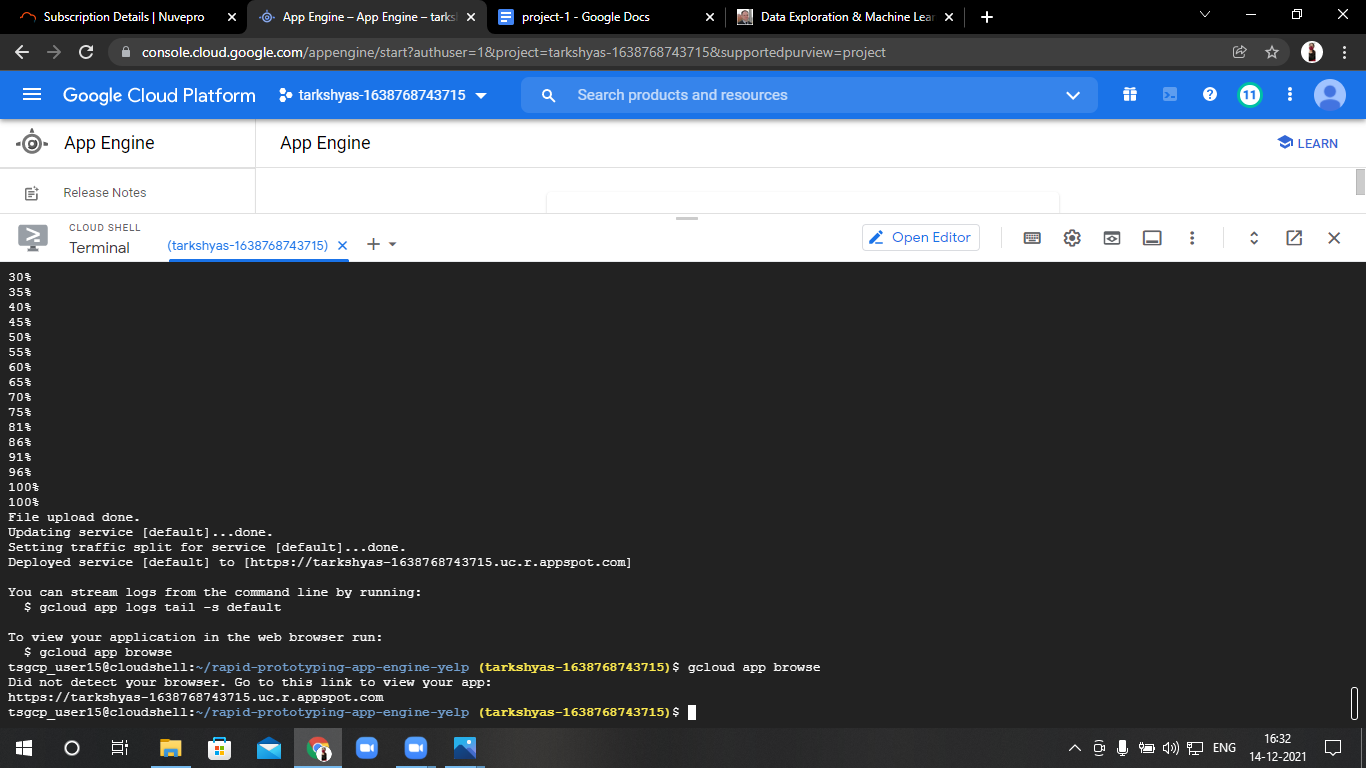 Subscription Details | Nuvepro
App Engine – App Engine – tarksh
project-1 - Google Docs
Data Exploration & Machine Lear
console.cloud.google.com/appengine/start?authuser=1&project=tarkshyas-1638768743715&supportedpurview=project
Google Cloud Platform
tarkshyas-1638768743715
Search products and resources
11
App Engine
App Engine
LEARN
Release Notes
CLOUD SHELL
Terminal
(tarkshyas-1638768743715)
Open Editor
30%
35%
40%
45%
50%
55%
60%
65%
70%
75%
81%
86%
91%
96%
100%
100%
File upload done.
Updating service [default]...done.
Setting traffic split for service [default]...done.
Deployed service [default] to [https://tarkshyas-1638768743715.uc.r.appspot.com]
You can stream logs from the command line by running:
$ gcloud app logs tail -s default
To view your application in the web browser run:
$ gcloud app browse
tsgcp_user15@cloudshell:~/rapid-prototyping-app-engine-yelp (tarkshyas-1638768743715)$ gcloud app browse
Did not detect your browser. Go to this link to view your app:
https://tarkshyas-1638768743715.uc.r.appspot.com
tsgcp_user15@cloudshell:~/rapid-prototyping-app-engine-yelp (tarkshyas-1638768743715)$
ENG
16:32
14-12-2021